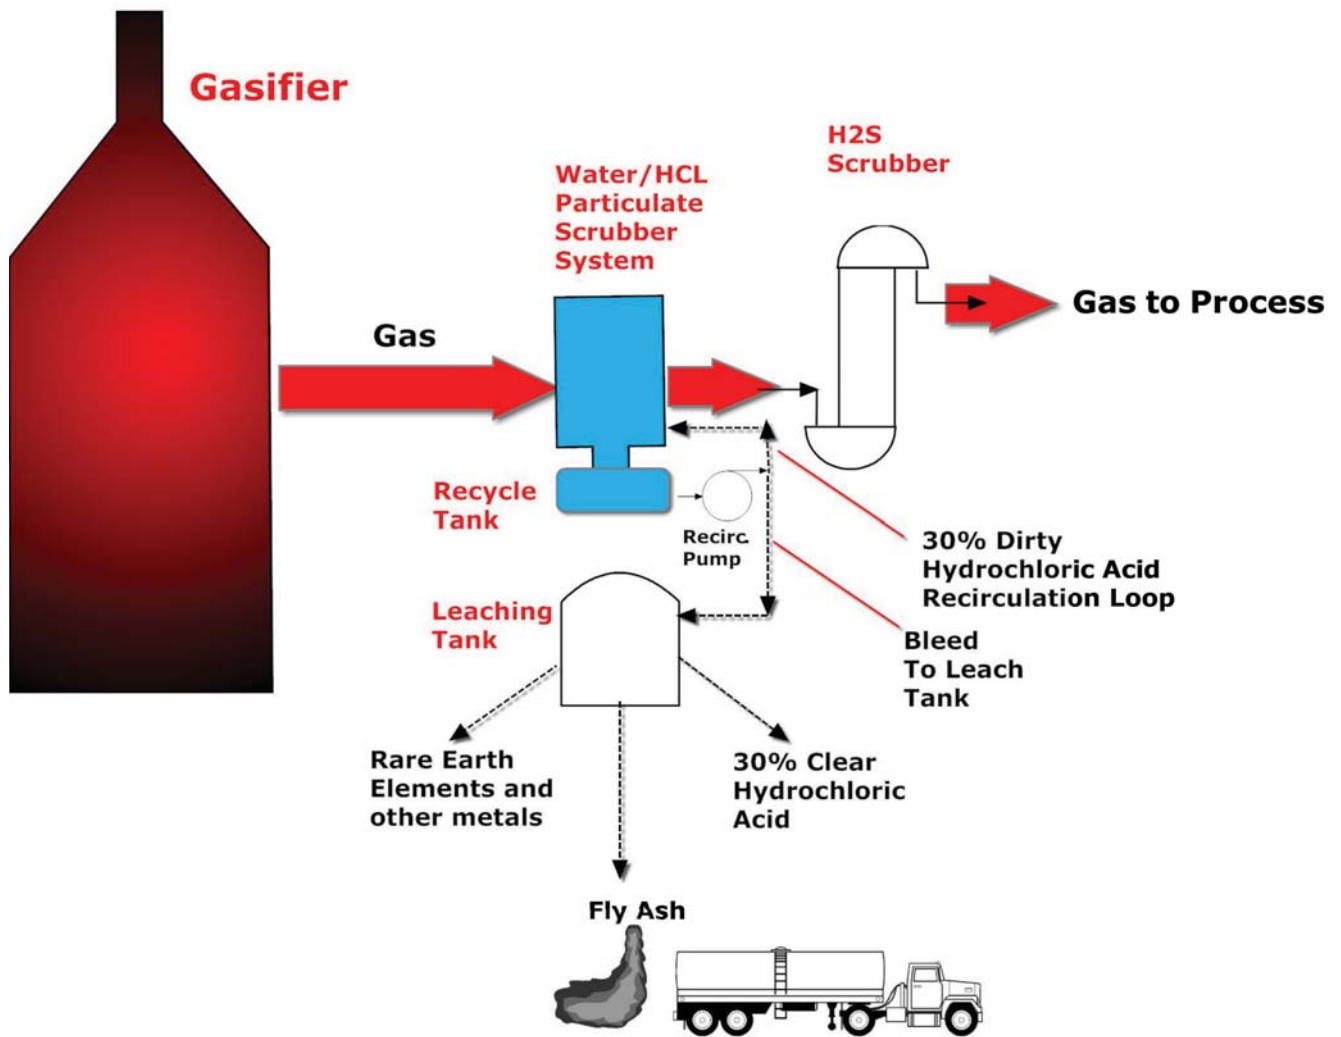 Gasifier
H2S
Scrubber
Water/HCL
Particulate
Scrubber
System
Gas
Gas to Process
Recycle
Tank
Recirc.
Pump
30% Dirty
Hydrochloric Acid
Recirculation Loop
Leaching
Tank
Bleed
To Leach
Tank
Rare Earth
Elements and
other metals
30% Clear
Hydrochloric
Acid
Fly Ash